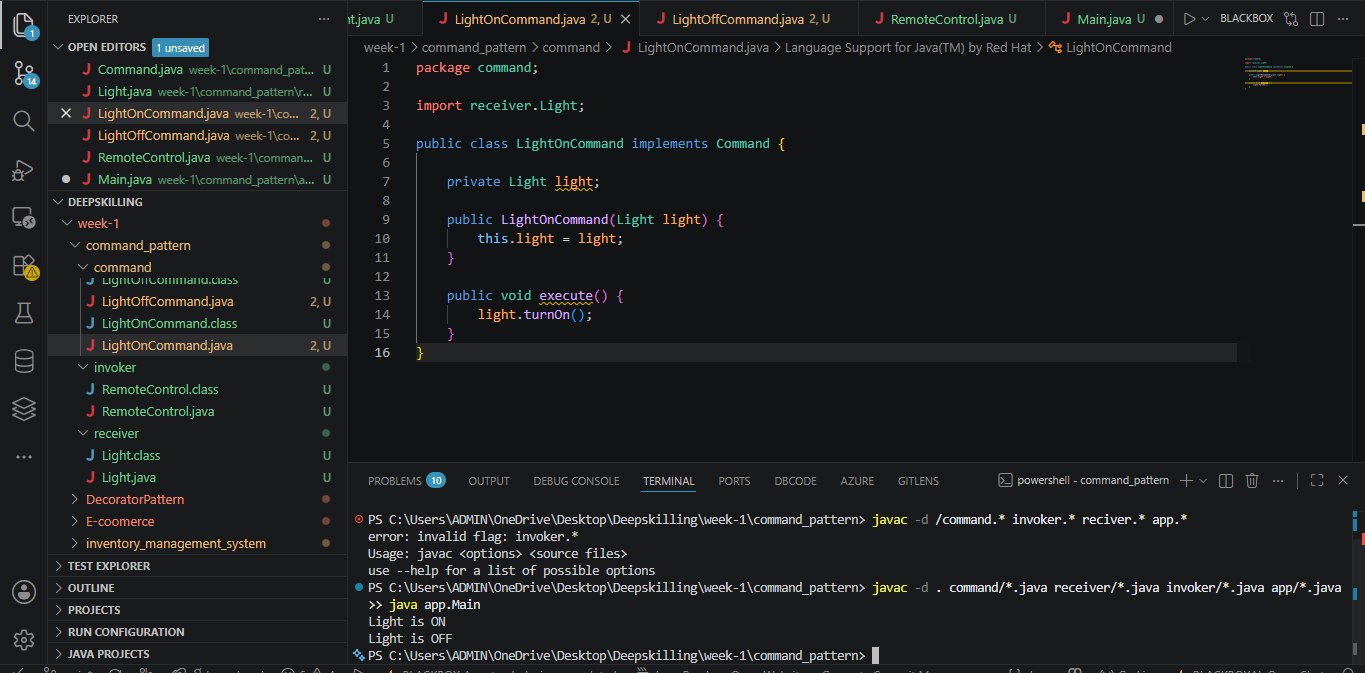 EXPLORER
OPEN EDITORS 1 unsaved
Command.java week-1\command_pat... U
Light.java week-1\command_pattern\r... U
LightOnCommand.java week-1\co... 2, U
LightOffCommand.java week-1\co... 2, U
RemoteControl.java week-1\comman... U
Main.java week-1\command_pattern\a... U
DEEPSKILLING
week-1
command_pattern
command
LightOffCommand.class U
LightOffCommand.java 2, U
LightOnCommand.class U
LightOnCommand.java 2, U
invoker
RemoteControl.class U
RemoteControl.java U
receiver
Light.class U
Light.java U
DecoratorPattern
E-coomerce
inventory_management_system
TEST EXPLORER
OUTLINE
PROJECTS
RUN CONFIGURATION
JAVA PROJECTS
1
14
nt.java U
LightOnCommand.java 2, U
LightOffCommand.java 2, U
RemoteControl.java U
Main.java U
BLACKBOX
week-1 > command_pattern > command > LightOnCommand.java > Language Support for Java(TM) by Red Hat > LightOnCommand
1 package command;
2
3 import receiver.Light;
4
5 public class LightOnCommand implements Command {
6
7 private Light light;
8
9 public LightOnCommand(Light light) {
10 this.light = light;
11 }
12
13 public void execute() {
14 light.turnOn();
15 }
16 }
PROBLEMS 10 OUTPUT DEBUG CONSOLE TERMINAL PORTS DBCODE AZURE GITLENS
powershell - command_pattern
PS C:\Users\ADMIN\OneDrive\Desktop\Deepskilling\week-1\command_pattern> javac -d /command.* invoker.* reciver.* app.*
error: invalid flag: invoker.*
Usage: javac <options> <source files>
use --help for a list of possible options
PS C:\Users\ADMIN\OneDrive\Desktop\Deepskilling\week-1\command_pattern> javac -d . command/*.java receiver/*.java invoker/*.java app/*.java
>> java app.Main
Light is ON
Light is OFF
PS C:\Users\ADMIN\OneDrive\Desktop\Deepskilling\week-1\command_pattern>